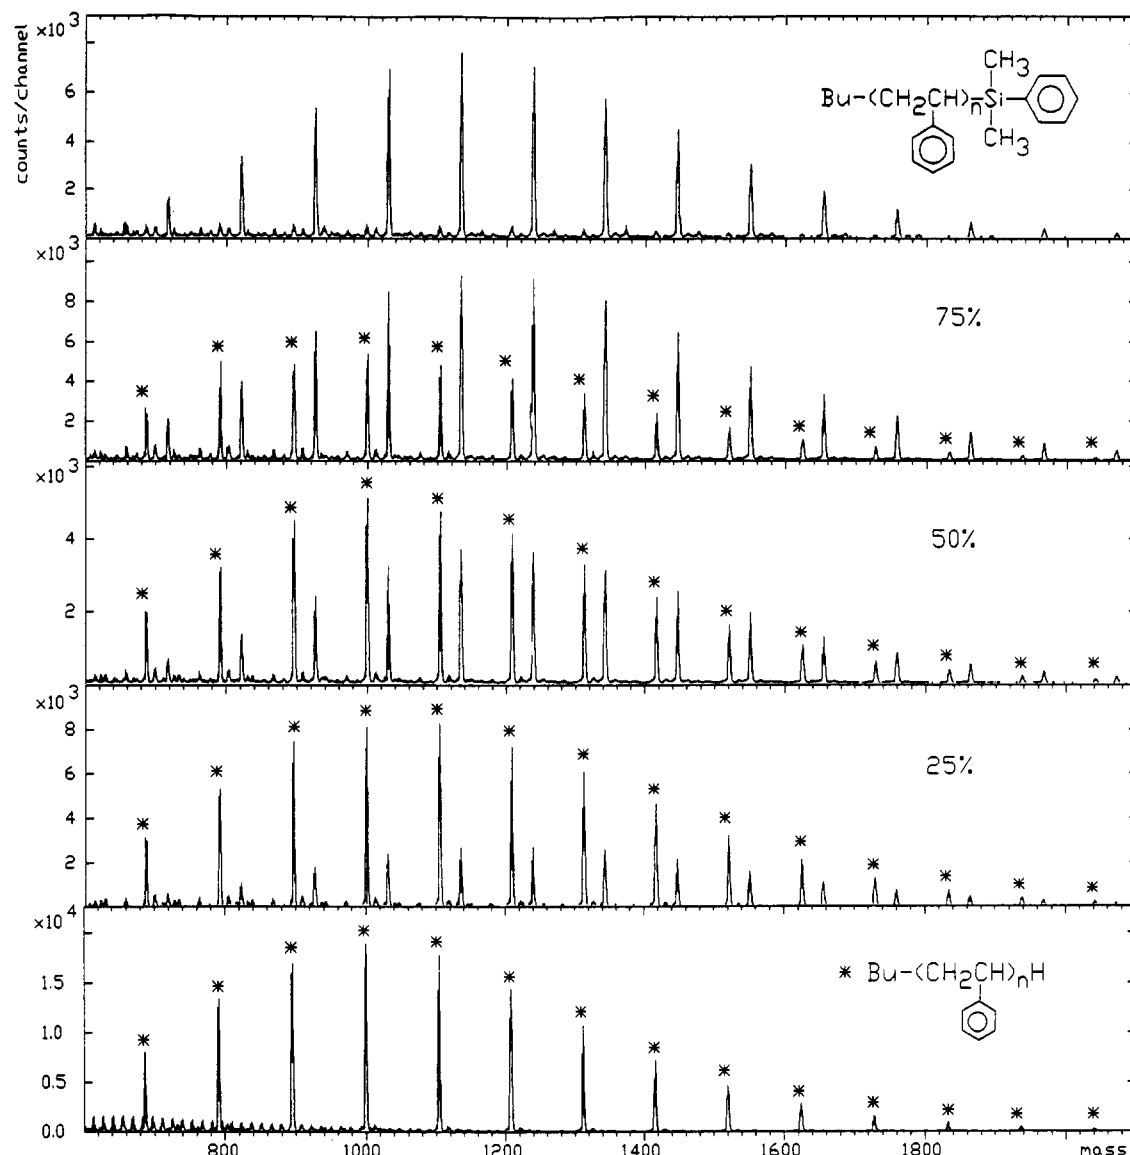 counts/channel
×10³
6
4
2
CH₃
Bu-(CH₂CH)ₙSi
CH₃
×10³
8
6
4
2
* * * * * * * * * * * * * *
75%
×10³
4
2
* * * * * * * * * * * * * *
50%
×10³
8
6
4
2
* * * * * * * * * * * * * *
25%
×10⁴
1.5
1.0
0.5
0.0
* * * * * * * * * * * * * *
* Bu-(CH₂CH)ₙH
800 1000 1200 1400 1600 1800 mass